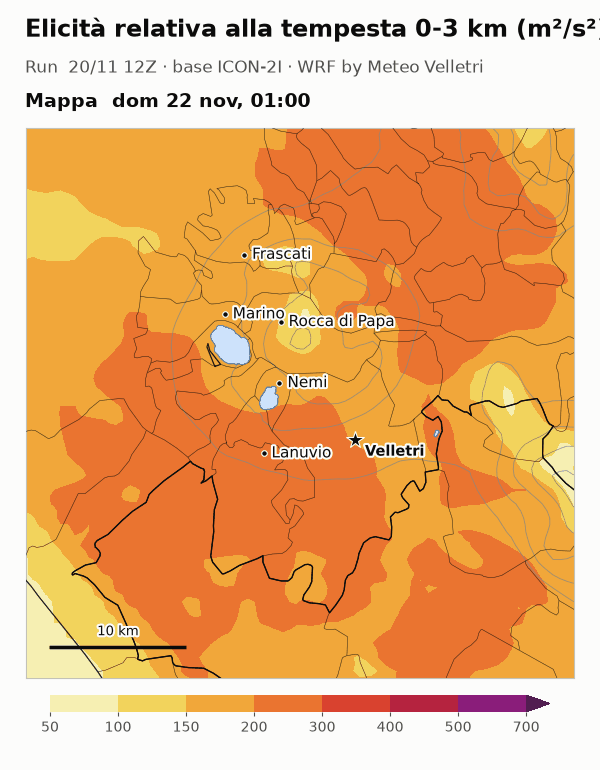 Elicità relativa alla tempesta 0-3 km (m²/s²)
Run 20/11 12Z · base ICON-2I · WRF by Meteo Velletri
Mappa dom 22 nov, 01:00
Frascati
Marino
Rocca di Papa
Nemi
Velletri
Lanuvio
10 km
50 100 150 200 300 400 500 700